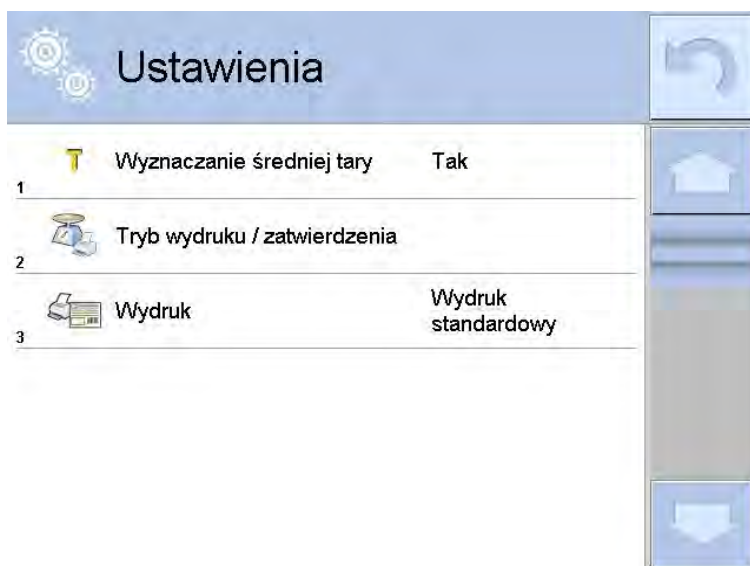 Ustawienia
1 Wyznaczanie średniej tary Tak
2 Tryb wydruku / zatwierdzenia
3 Wydruk Wydruk
standardowy